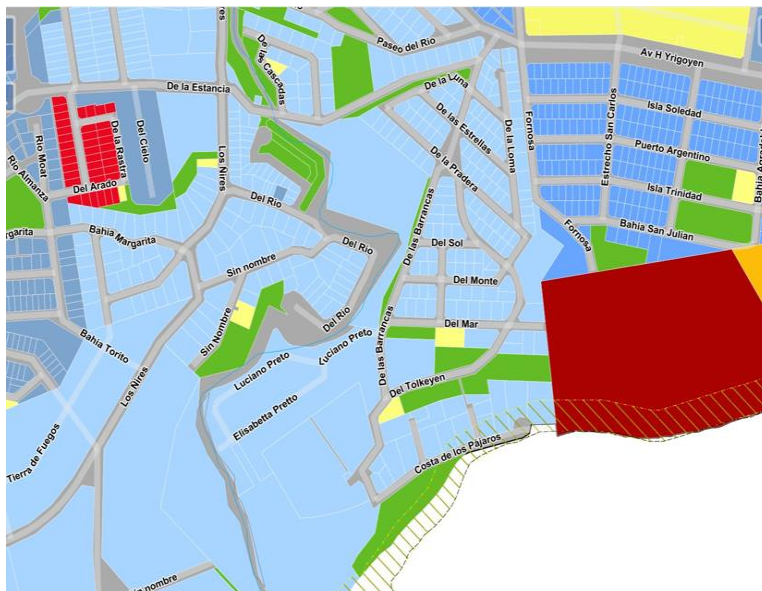 res
Paseo del Rio
De las Cascadas
Av H Yrigoyen
De la Estancia
De la Luna
Isla Soledad
De las Estrellas
De la Loma
Fornosa
Estrecho San Carlos
Rio Moat
De la Rastra
Del Cielo
Los Nires
De la Pradera
Puerto Argentino
Rio Almanza
Del Arado
Isla Trinidad
Del Rio
De las Barrancas
Bahia San Julian
Fornosa
argarita
Bahia Margarita
Del Rio
Del Sol
Sin nombre
Del Monte
Del Rio
Del Mar
Sin Nombre
Luciano Preto
Bahia Torito
Luciano Preto
De las Barrancas
Los Nires
Del Tolkeyen
Elisabetta Pretto
Tierra de Fuegos
Costa de los Pájaros
n nombre